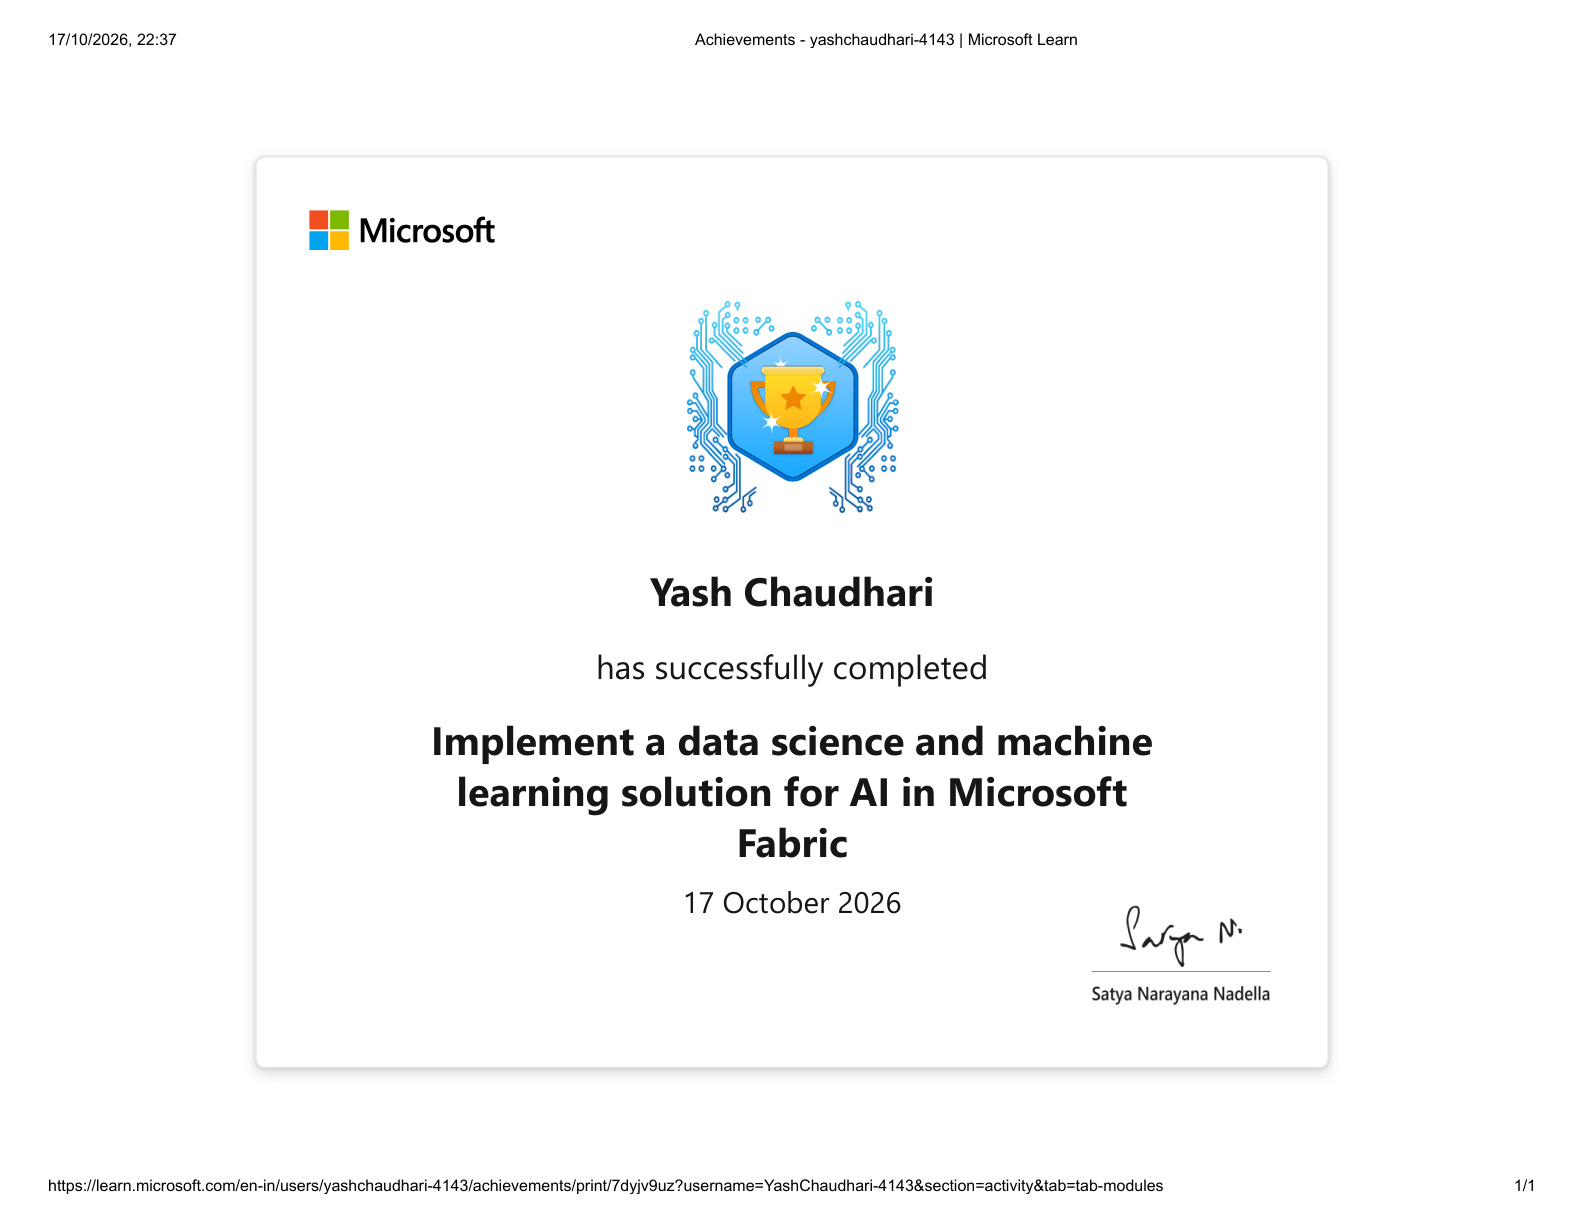 17/10/2026, 22:37
Achievements - yashchaudhari-4143 | Microsoft Learn
Microsoft
Yash Chaudhari
has successfully completed
Implement a data science and machine
learning solution for AI in Microsoft
Fabric
17 October 2026
Satya N.
Satya Narayana Nadella
https://learn.microsoft.com/en-in/users/yashchaudhari-4143/achievements/print/7dyjv9uz?username=YashChaudhari-4143&section=activity&tab=tab-modules
1/1